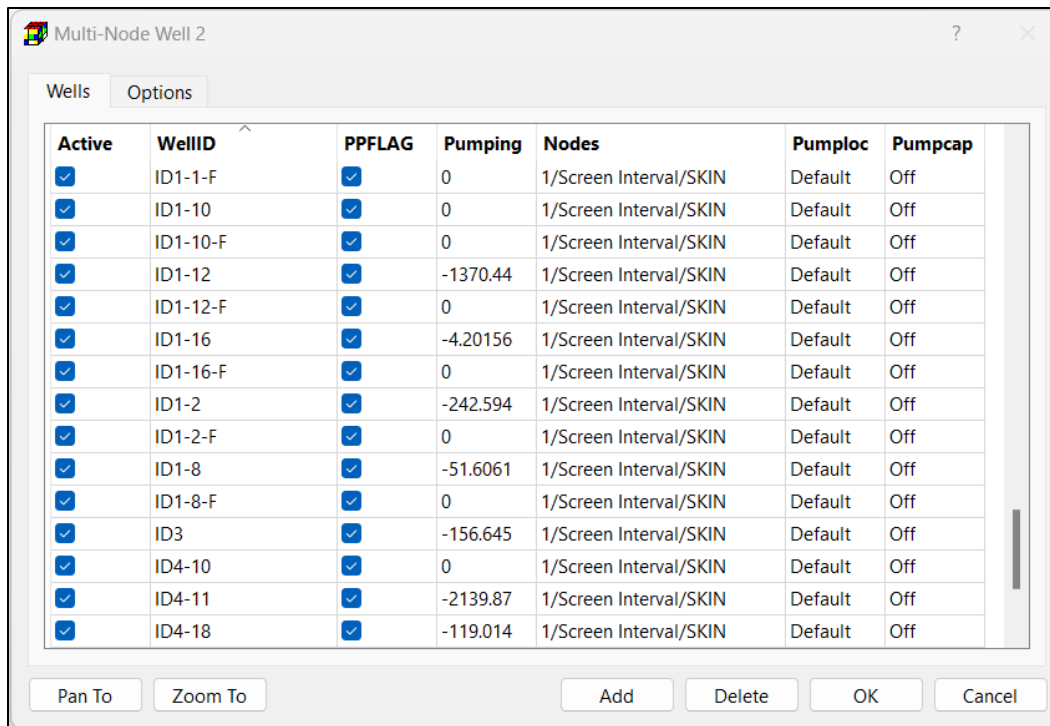 Multi-Node Well 2 ?
Wells Options
Active WellID PPFLAG Pumping Nodes Pumploc Pumpcap
ID1-1-F 0 1/Screen Interval/SKIN Default Off
ID1-10 0 1/Screen Interval/SKIN Default Off
ID1-10-F 0 1/Screen Interval/SKIN Default Off
ID1-12 -1370.44 1/Screen Interval/SKIN Default Off
ID1-12-F 0 1/Screen Interval/SKIN Default Off
ID1-16 -4.20156 1/Screen Interval/SKIN Default Off
ID1-16-F 0 1/Screen Interval/SKIN Default Off
ID1-2 -242.594 1/Screen Interval/SKIN Default Off
ID1-2-F 0 1/Screen Interval/SKIN Default Off
ID1-8 -51.6061 1/Screen Interval/SKIN Default Off
ID1-8-F 0 1/Screen Interval/SKIN Default Off
ID3 -156.645 1/Screen Interval/SKIN Default Off
ID4-10 0 1/Screen Interval/SKIN Default Off
ID4-11 -2139.87 1/Screen Interval/SKIN Default Off
ID4-18 -119.014 1/Screen Interval/SKIN Default Off
Pan To Zoom To Add Delete OK Cancel